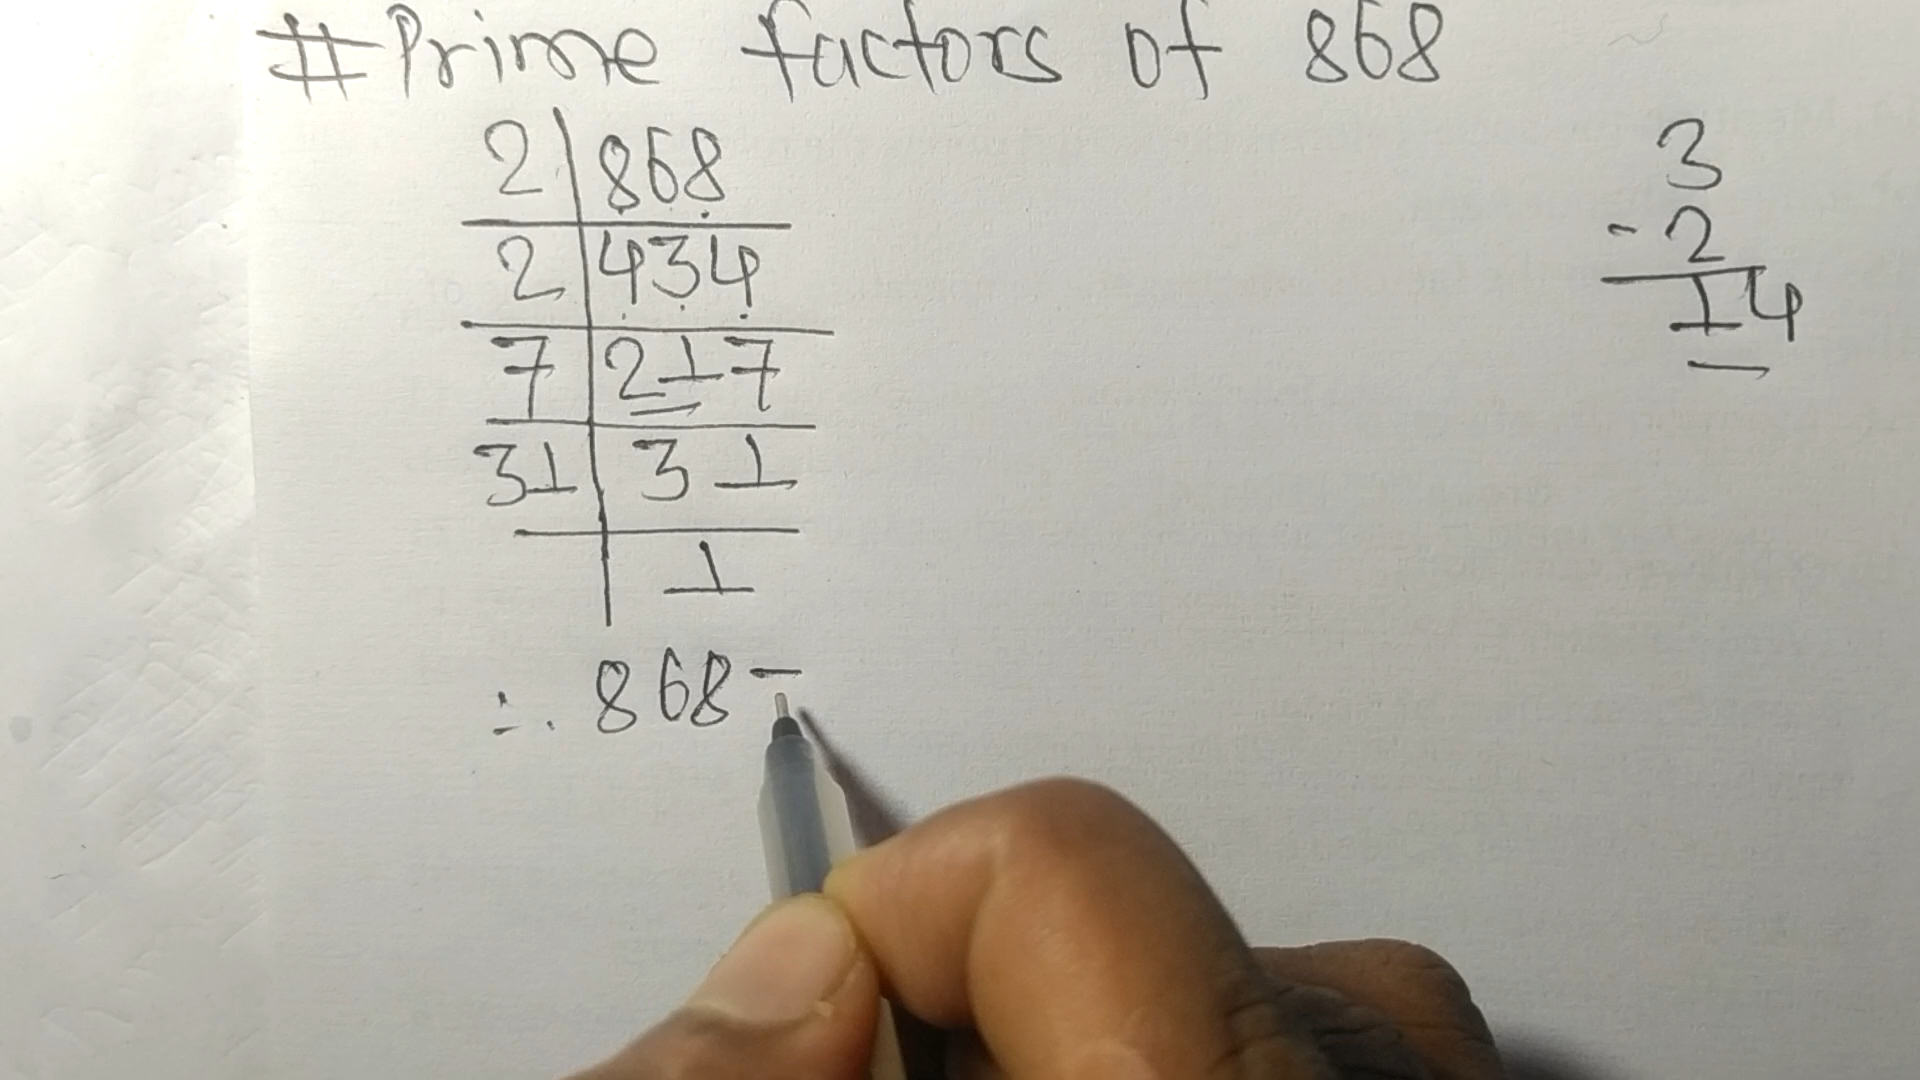 #Prime factors of 868
2 | 868
2 | 434
7 | 217
31 | 31
1
∴ 868 -
3
- 2
14